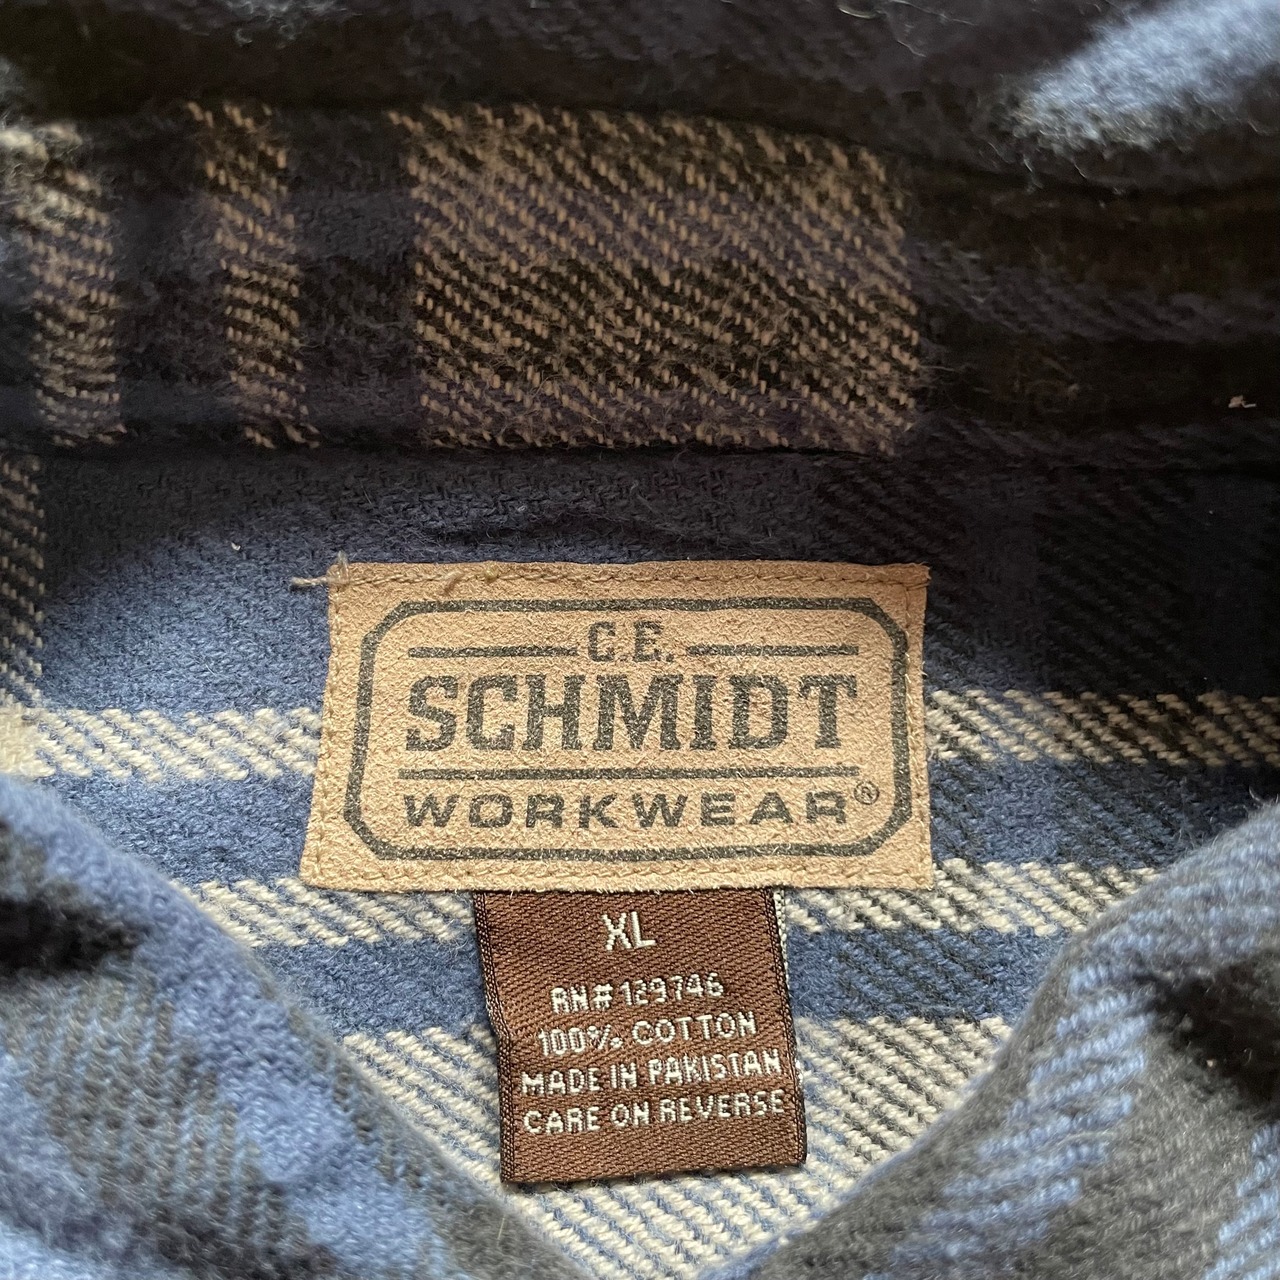 C.E.
SCHMIDT
WORKWEAR®
XL
RN# 129746
100% COTTON
MADE IN PAKISTAN
CARE ON REVERSE